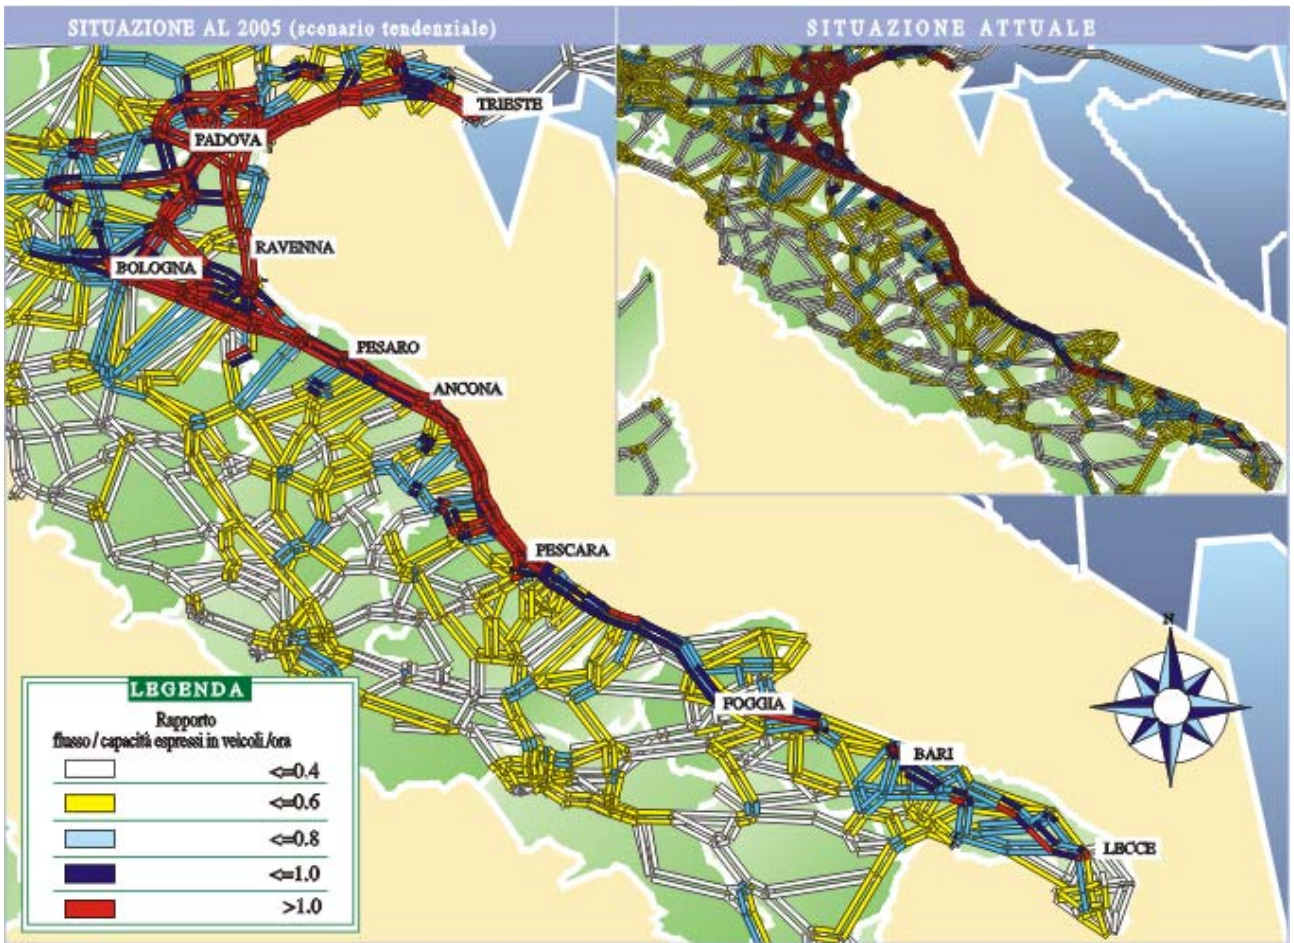 SITUAZIONE AL 2005 (scenario tendenziale)
SITUAZIONE ATTUALE
TRIESTE
PADOVA
RAVENNA
BOLOGNA
PESARO
ANCONA
PESCARA
N
FOGGIA
BARI
LECCE
LEGENDA
Rapporto
flusso / capacità espressi in veicoli /ora
<=0.4
<=0.6
<=0.8
<=1.0
>1.0